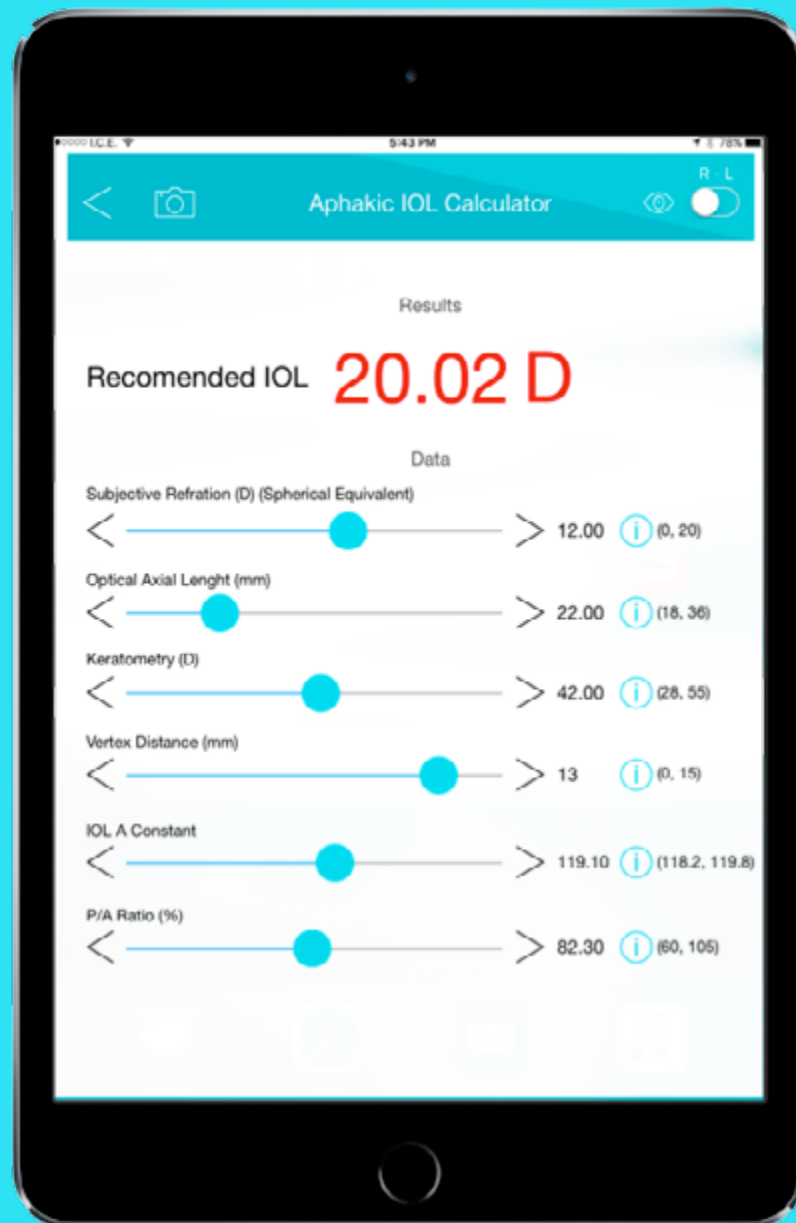 I.C.E. 5:43 PM 78%
R · L
Aphakic IOL Calculator
Results
Recomended IOL 20.02 D
Data
Subjective Refration (D) (Spherical Equivalent)
12.00 i (0, 20)
Optical Axial Lenght (mm)
22.00 i (18, 36)
Keratometry (D)
42.00 i (28, 55)
Vertex Distance (mm)
13 i (0, 15)
IOL A Constant
119.10 i (118.2, 119.8)
P/A Ratio (%)
82.30 i (60, 105)